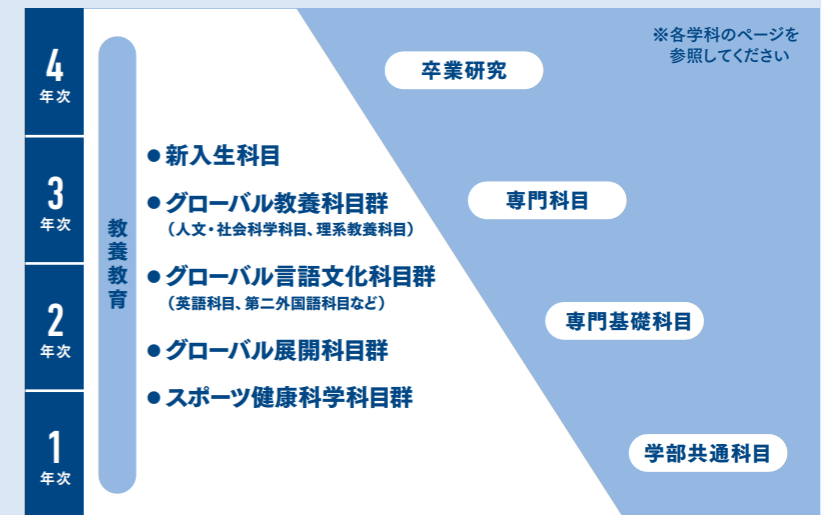 4
年次
3
年次
2
年次
1
年次
教養教育
●新入生科目
●グローバル教養科目群
（人文・社会科学科目、理系教養科目）
●グローバル言語文化科目群
（英語科目、第二外国語科目など）
●グローバル展開科目群
●スポーツ健康科学科目群
※各学科のページを
参照してください
卒業研究
専門科目
専門基礎科目
学部共通科目